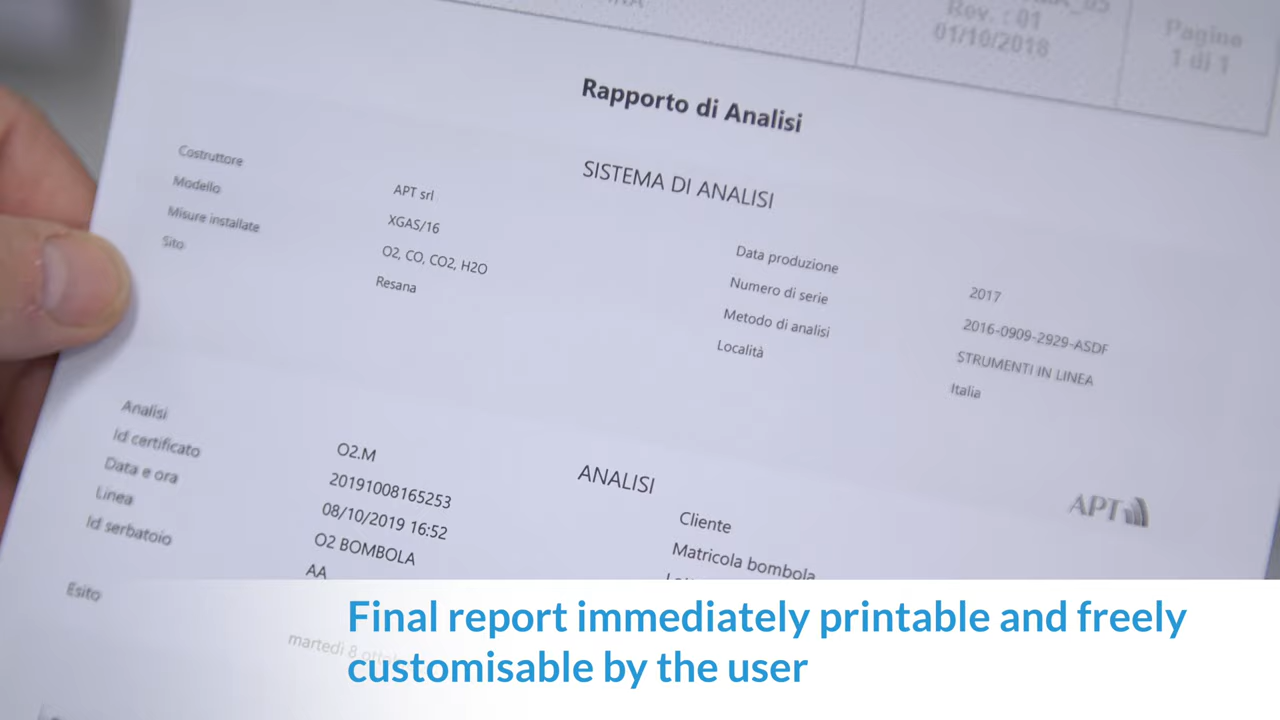 Rev. : 01
01/10/2018
Pagina
1 di 1
Rapporto di Analisi
SISTEMA DI ANALISI
Costruttore
APT srl
Modello
XGAS/16
Misure installate
O2, CO, CO2, H2O
Sito
Resana
Data produzione
2017
Numero di serie
2016-0909-2929-ASDF
Metodo di analisi
STRUMENTI IN LINEA
Località
Italia
APT
ANALISI
Analisi
O2.M
Id certificato
20191008165253
Data e ora
08/10/2019 16:52
Linea
O2 BOMBOLA
Id serbatoio
AA
Cliente
Matricola bombola
Esito
martedì 8
Final report immediately printable and freely
customisable by the user